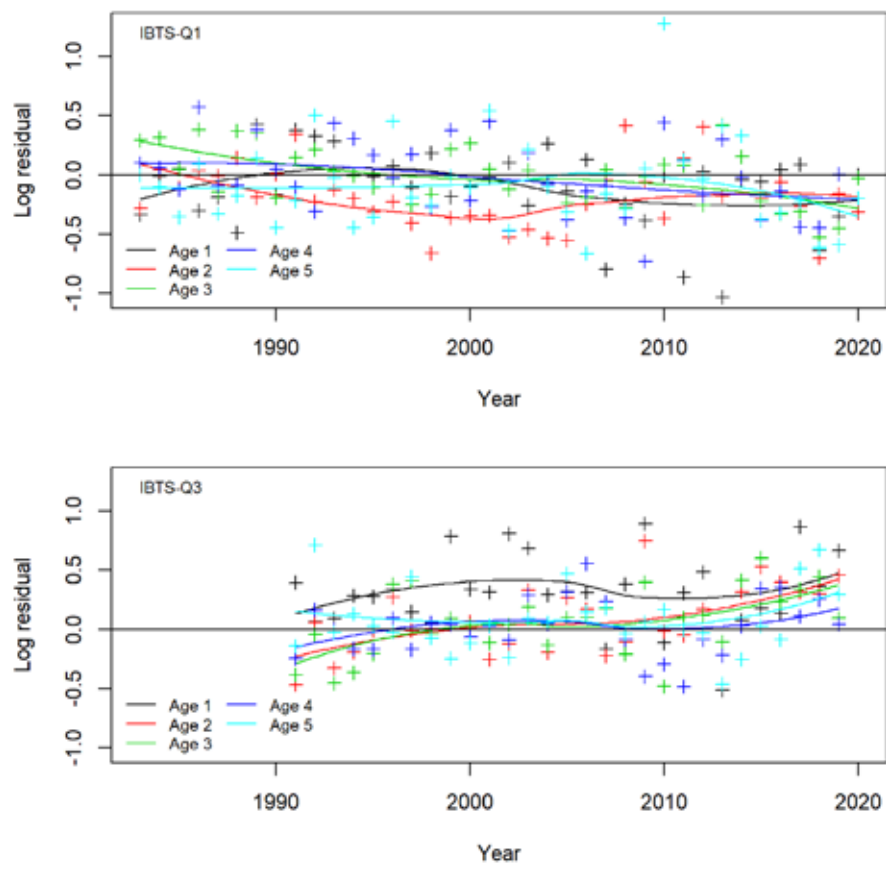 IBTS-Q1
Log residual
1.0
0.5
0.0
-0.5
-1.0
Age 1 Age 4
Age 2 Age 5
Age 3
1990 2000 2010 2020
Year
IBTS-Q3
Log residual
1.0
0.5
0.0
-0.5
-1.0
Age 1 Age 4
Age 2 Age 5
Age 3
1990 2000 2010 2020
Year